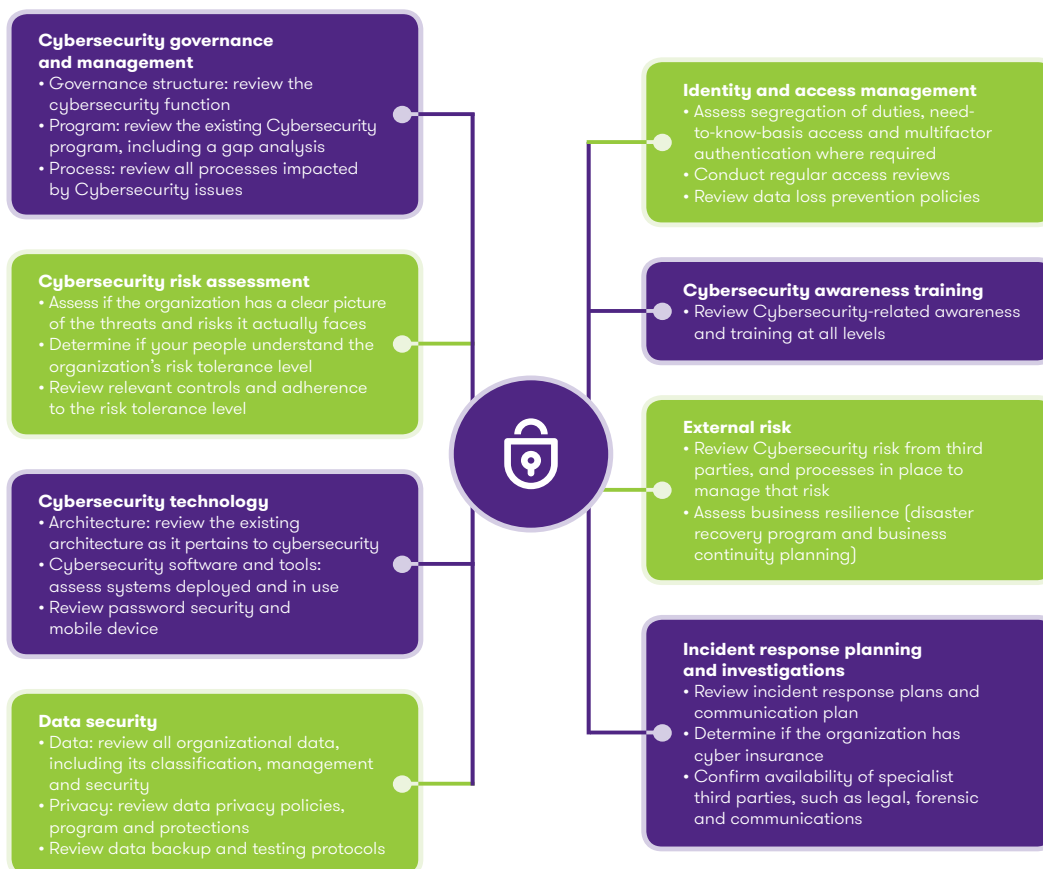 Cybersecurity governance
and management
• Governance structure: review the
cybersecurity function
• Program: review the existing Cybersecurity
program, including a gap analysis
• Process: review all processes impacted
by Cybersecurity issues
Cybersecurity risk assessment
• Assess if the organization has a clear picture
of the threats and risks it actually faces
• Determine if your people understand the
organization’s risk tolerance level
• Review relevant controls and adherence
to the risk tolerance level
Cybersecurity technology
• Architecture: review the existing
architecture as it pertains to cybersecurity
• Cybersecurity software and tools:
assess systems deployed and in use
• Review password security and
mobile device
Data security
• Data: review all organizational data,
including its classification, management
and security
• Privacy: review data privacy policies,
program and protections
• Review data backup and testing protocols
Identity and access management
• Assess segregation of duties, need-
to-know-basis access and multifactor
authentication where required
• Conduct regular access reviews
• Review data loss prevention policies
Cybersecurity awareness training
• Review Cybersecurity-related awareness
and training at all levels
External risk
• Review Cybersecurity risk from third
parties, and processes in place to
manage that risk
• Assess business resilience (disaster
recovery program and business
continuity planning)
Incident response planning
and investigations
• Review incident response plans and
communication plan
• Determine if the organization has
cyber insurance
• Confirm availability of specialist
third parties, such as legal, forensic
and communications